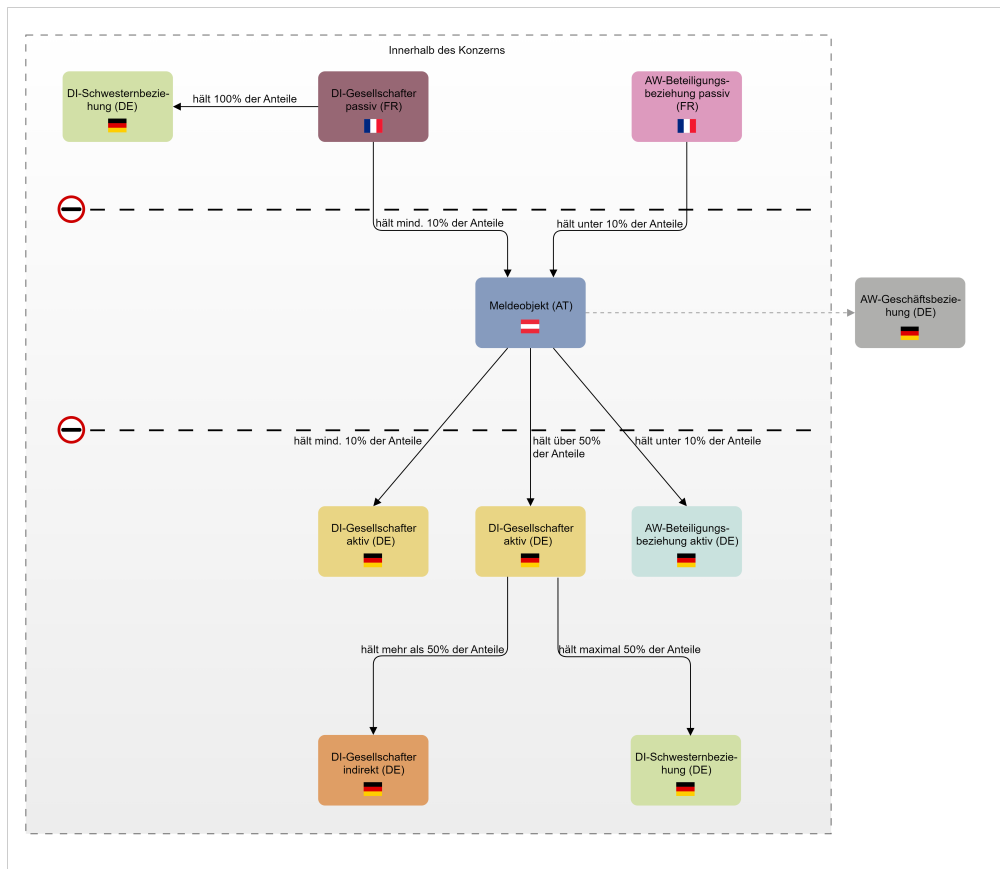 Innerhalb des Konzerns
DI-Schwesternbezie-
hung (DE)
hält 100% der Anteile
DI-Gesellschafter
passiv (FR)
AW-Beteiligungs-
beziehung passiv
(FR)
hält mind. 10% der Anteile
hält unter 10% der Anteile
Meldeobjekt (AT)
AW-Geschäftsbezie-
hung (DE)
hält mind. 10% der Anteile
hält über 50%
der Anteile
hält unter 10% der Anteile
DI-Gesellschafter
aktiv (DE)
DI-Gesellschafter
aktiv (DE)
AW-Beteiligungs-
beziehung aktiv (DE)
hält mehr als 50% der Anteile
hält maximal 50% der Anteile
DI-Gesellschafter
indirekt (DE)
DI-Schwesternbezie-
hung (DE)